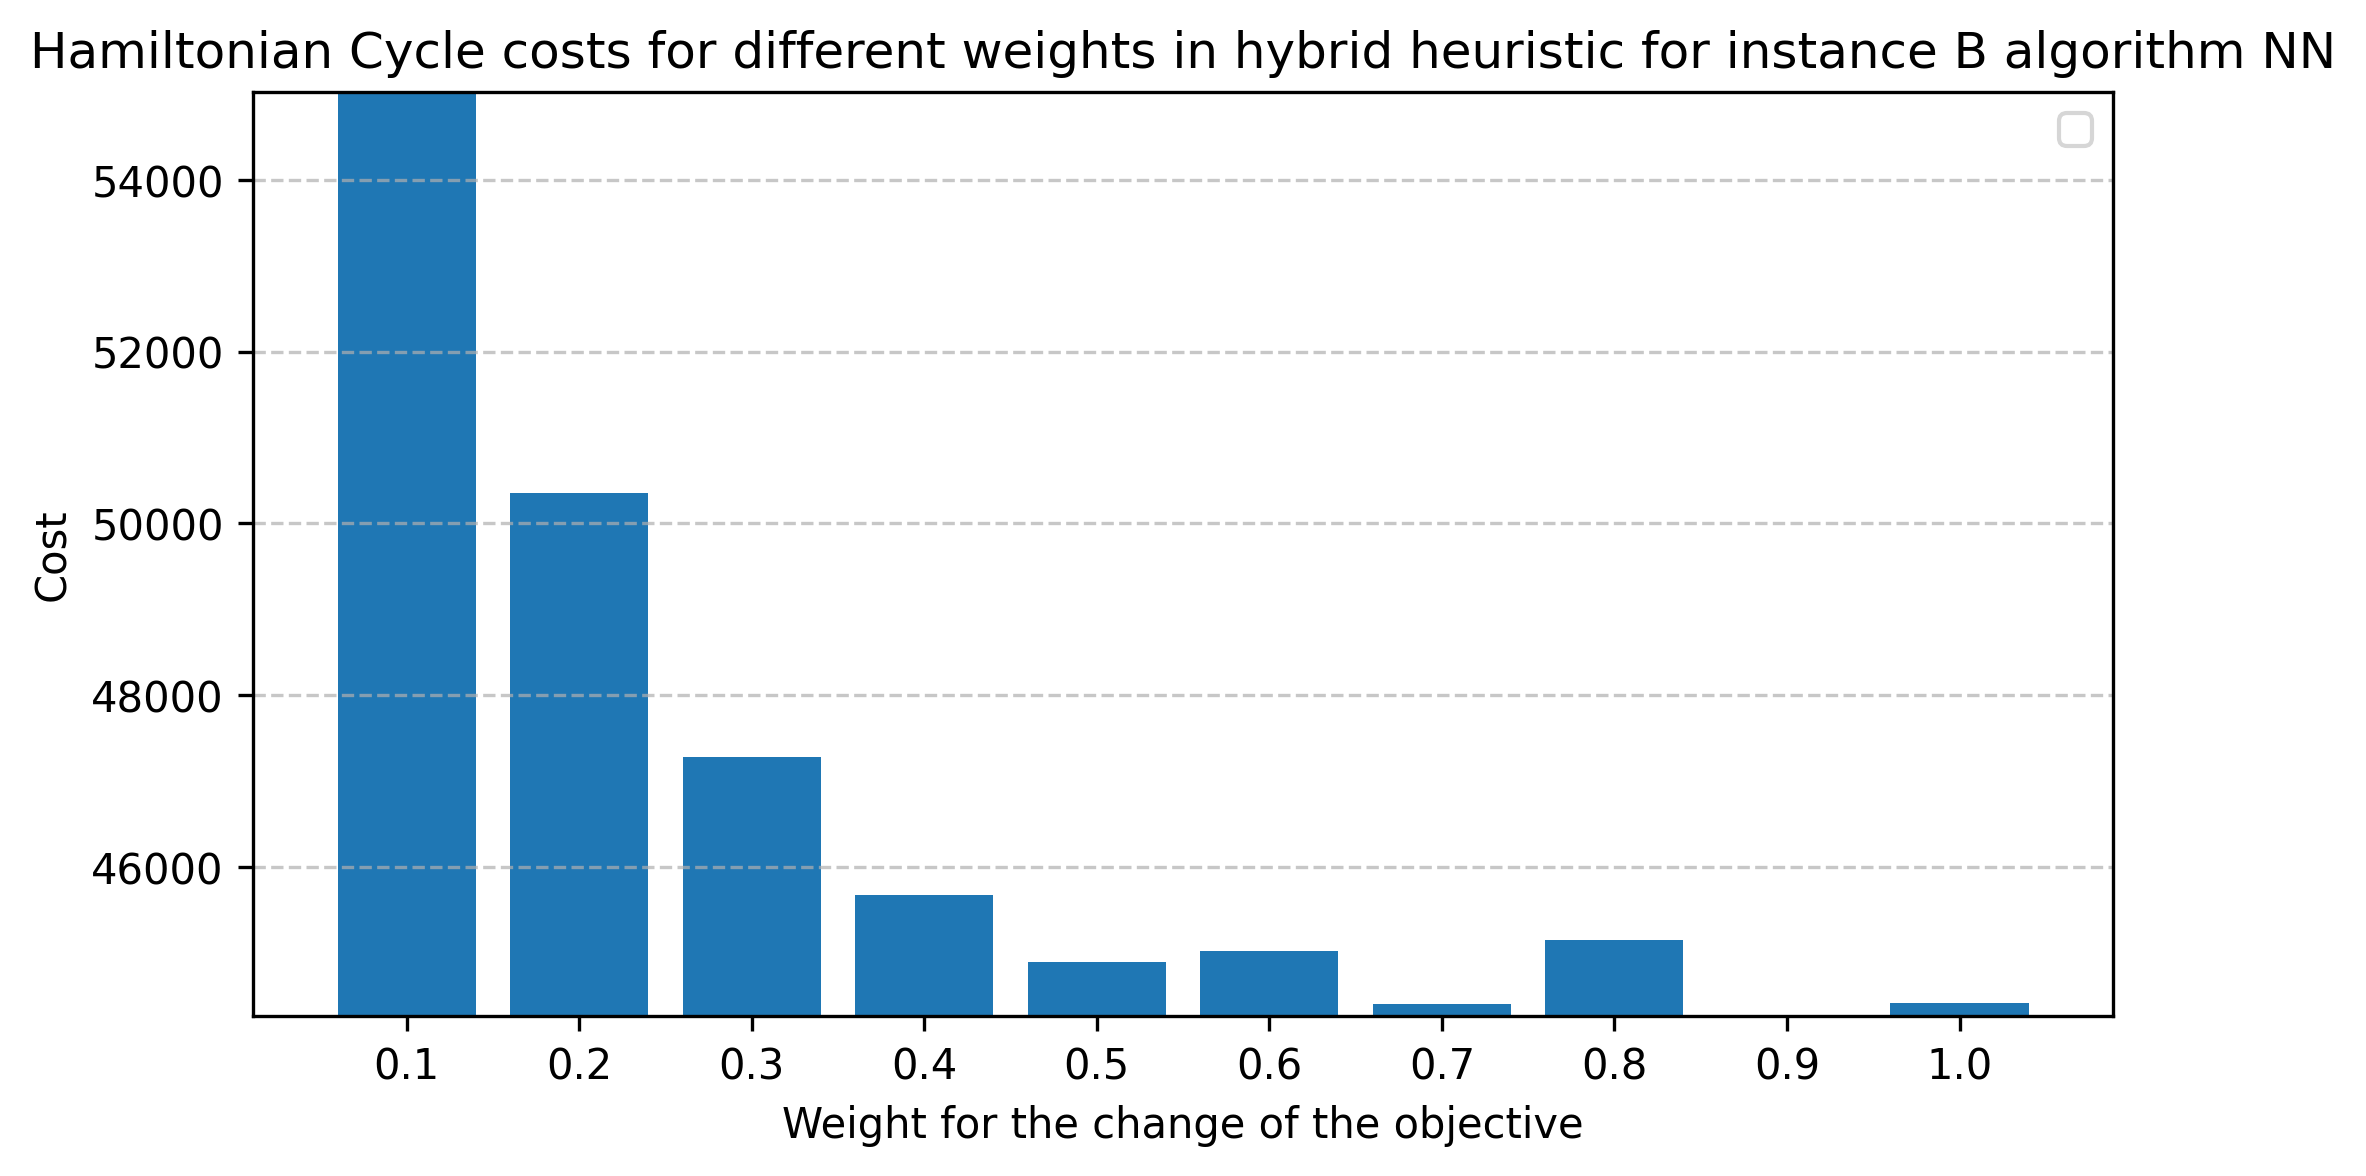 Hamiltonian Cycle costs for different weights in hybrid heuristic for instance B algorithm NN
54000
52000
50000
48000
46000
Cost
0.1 0.2 0.3 0.4 0.5 0.6 0.7 0.8 0.9 1.0
Weight for the change of the objective